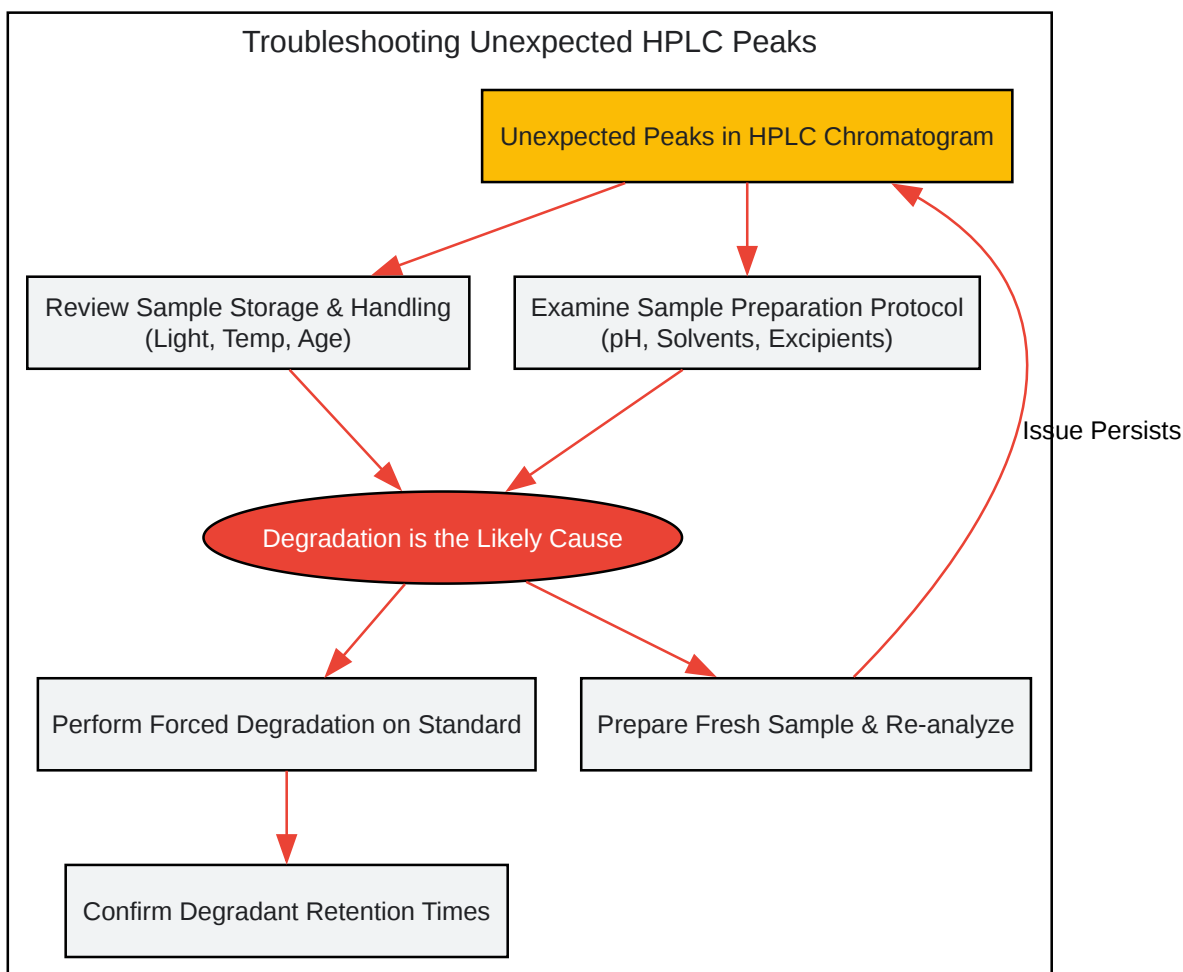 Troubleshooting Unexpected HPLC Peaks
Unexpected Peaks in HPLC Chromatogram
Review Sample Storage & Handling
(Light, Temp, Age)
Examine Sample Preparation Protocol
(pH, Solvents, Excipients)
Issue Persists
Degradation is the Likely Cause
Perform Forced Degradation on Standard
Prepare Fresh Sample & Re-analyze
Confirm Degradant Retention Times